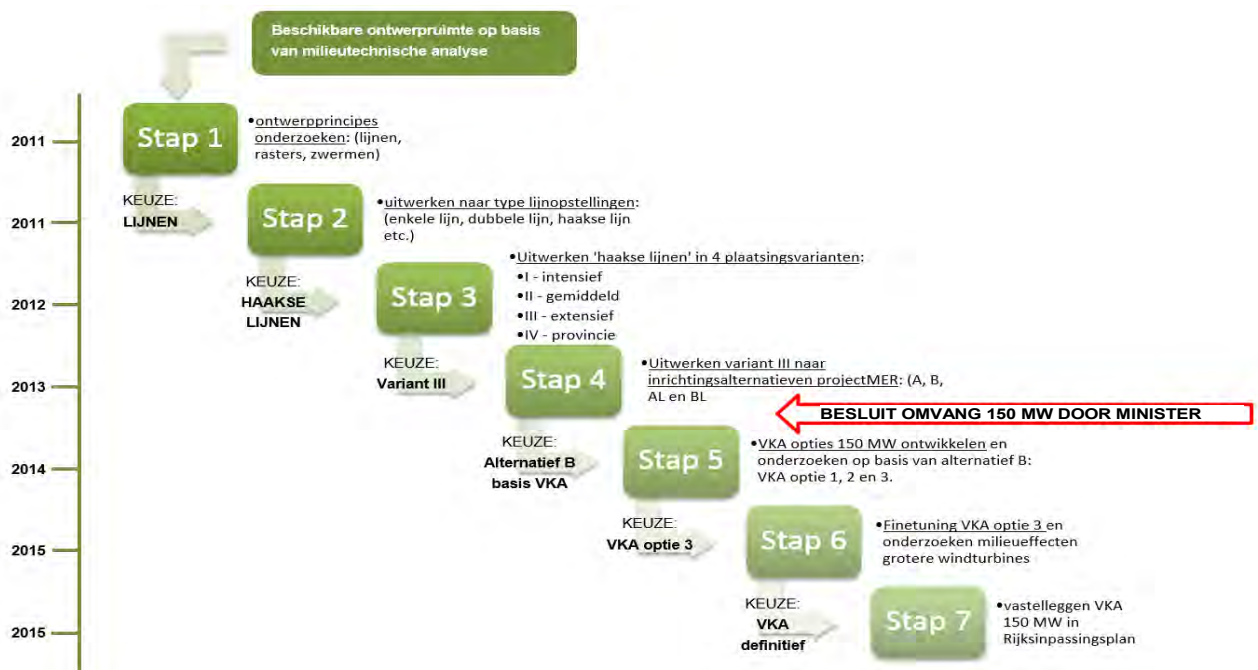 Beschikbare ontwerpruimte op basis
van milieutechnische analyse
2011
Stap 1
•ontwerpprincipes
onderzoeken: (lijnen,
rasters, zwermen)
KEUZE:
LIJNEN
2011
Stap 2
•uitwerken naar type lijnopstellingen:
(enkele lijn, dubbele lijn, haakse lijn
etc.)
KEUZE:
HAAKSE
LIJNEN
2012
Stap 3
•Uitwerken 'haakse lijnen' in 4 plaatsingsvarianten:
•I - intensief
•II - gemiddeld
•III - extensief
•IV - provincie
KEUZE:
Variant III
2013
Stap 4
•Uitwerken variant III naar
inrichtingsalternatieven projectMER: (A, B,
AL en BL
BESLUIT OMVANG 150 MW DOOR MINISTER
KEUZE:
Alternatief B
basis VKA
2014
Stap 5
•VKA opties 150 MW ontwikkelen en
onderzoeken op basis van alternatief B:
VKA optie 1, 2 en 3.
KEUZE:
VKA optie 3
2015
Stap 6
•Finetuning VKA optie 3 en
onderzoeken milieueffecten
grotere windturbines
KEUZE:
VKA
definitief
2015
Stap 7
•vastelleggen VKA
150 MW in
Rijksinpassingsplan